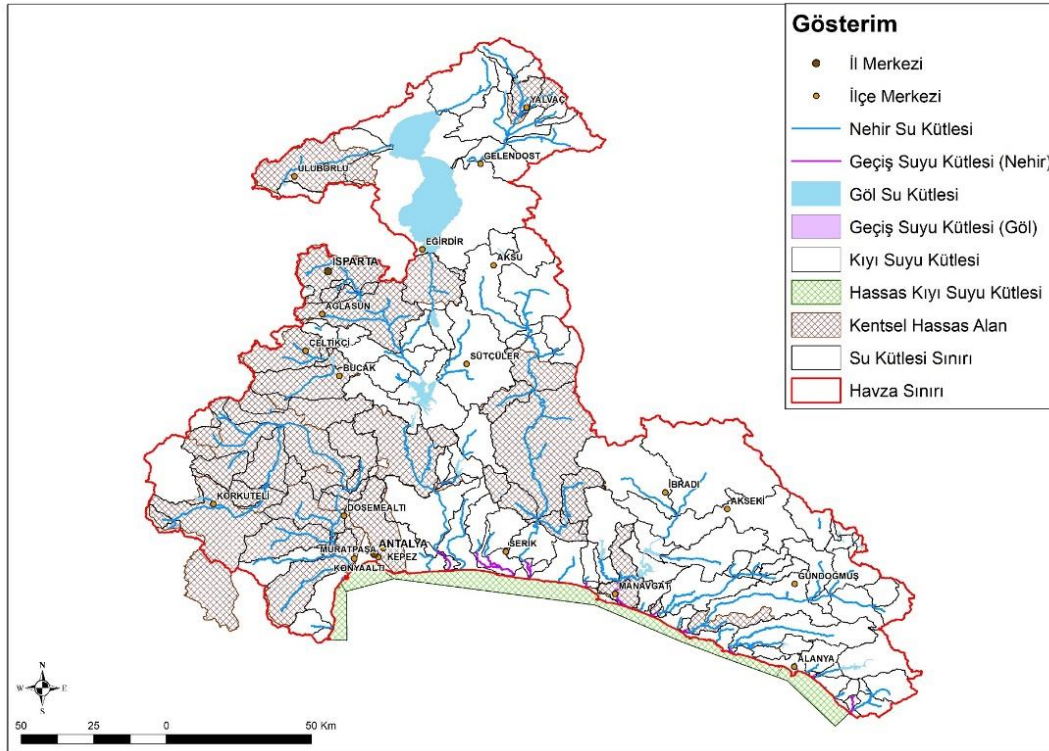 Gösterim
İl Merkezi
İlçe Merkezi
Nehir Su Kütlesi
Geçiş Suyu Kütlesi (Nehir)
Göl Su Kütlesi
Geçiş Suyu Kütlesi (Göl)
Kıyı Suyu Kütlesi
Hassas Kıyı Suyu Kütlesi
Kentsel Hassas Alan
Su Kütlesi Sınırı
Havza Sınırı
YALVAÇ
GELENDOST
ULUBORLU
EĞİRDİR
AKSU
ISPARTA
AĞLASUN
ÇELTİKÇİ
SÜTÇÜLER
BUCAK
İBRADI
AKSEKİ
KORKUTELİ
DÖŞEMEALTI
ANTALYA
MURATPAŞA
KEPEZ
SERİK
KONYAALTI
GÜNDOĞMUŞ
MANAVGAT
ALANYA
N
W E
S
50 25 0 50 Km